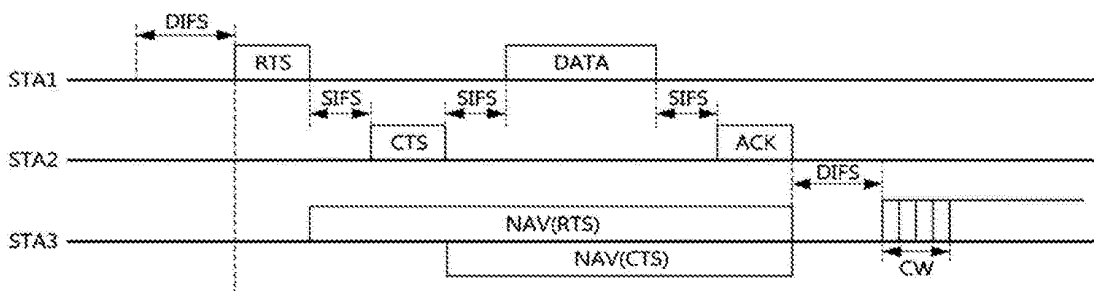 DIFS
STA1 RTS DATA
SIFS SIFS SIFS
STA2 CTS ACK
DIFS
STA3 NAV(RTS)
NAV(CTS) CW